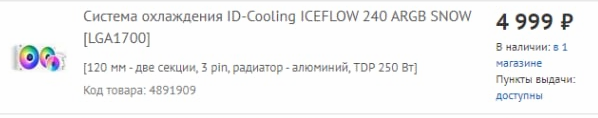 Система охлаждения ID-Cooling ICEFLOW 240 ARGB SNOW
[LGA1700]
[120 мм - две секции, 3 pin, радиатор - алюминий, TDP 250 Вт]
Код товара: 4891909
4 999 ₽
В наличии: в 1
магазине
Пункты выдачи:
доступны